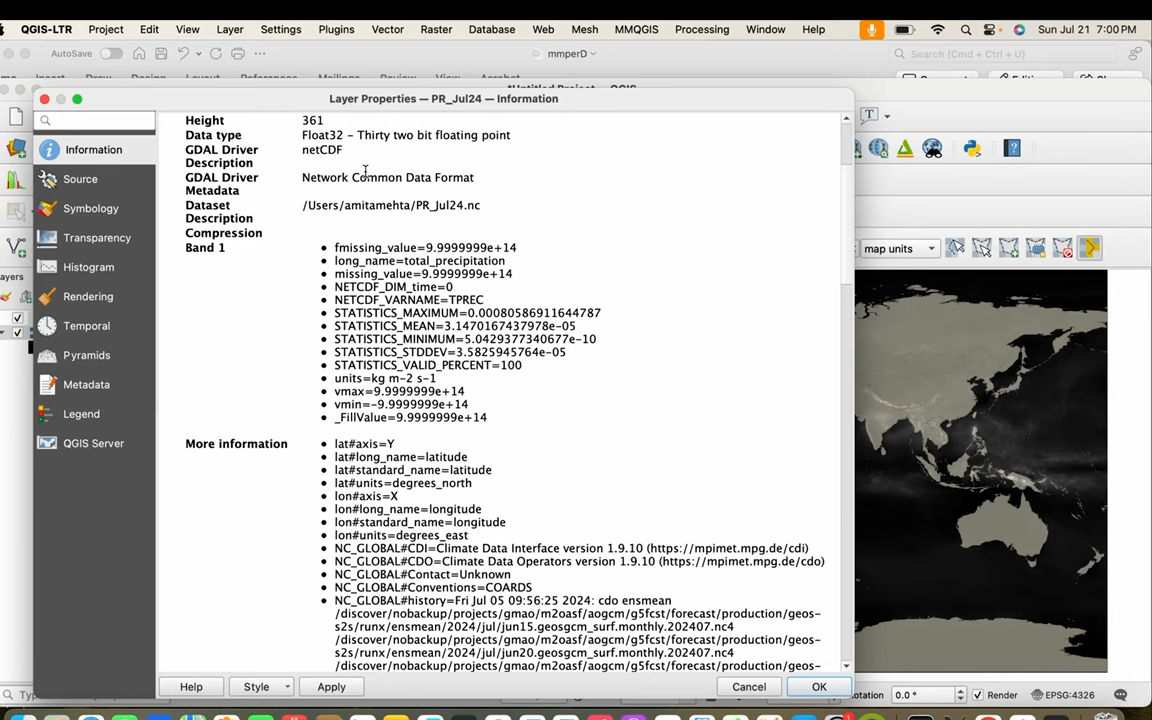 QGIS-LTR Project Edit View Layer Settings Plugins Vector Raster Database Web Mesh MMQGIS Processing Window Help Sun Jul 21 7:00 PM
AutoSave mmperD Search (Cmd + Ctrl + U)
Layer Properties — PR_Jul24 — Information
Height 361
Data type Float32 – Thirty two bit floating point
GDAL Driver netCDF
Description
GDAL Driver Network Common Data Format
Metadata
Dataset /Users/amitamehta/PR_Jul24.nc
Description
Compression
Band 1 • fmissing_value=9.9999999e+14
• long_name=total_precipitation
• missing_value=9.9999999e+14
• NETCDF_DIM_time=0
• NETCDF_VARNAME=TPREC
• STATISTICS_MAXIMUM=0.0008058691164​4787
• STATISTICS_MEAN=3.1470167437978e-05
• STATISTICS_MINIMUM=5.0429377340677e-10
• STATISTICS_STDDEV=3.5825945764e-05
• STATISTICS_VALID_PERCENT=100
• units=kg m-2 s-1
• vmax=9.9999999e+14
• vmin=-9.9999999e+14
• _FillValue=9.9999999e+14
More information • lat#axis=Y
• lat#long_name=latitude
• lat#standard_name=latitude
• lat#units=degrees_north
• lon#axis=X
• lon#long_name=longitude
• lon#standard_name=longitude
• lon#units=degrees_east
• NC_GLOBAL#CDI=Climate Data Interface version 1.9.10 (https://mpimet.mpg.de/cdi)
• NC_GLOBAL#CDO=Climate Data Operators version 1.9.10 (https://mpimet.mpg.de/cdo)
• NC_GLOBAL#Contact=Unknown
• NC_GLOBAL#Conventions=COARDS
• NC_GLOBAL#history=Fri Jul 05 09:56:25 2024: cdo ensmean
/discover/nobackup/projects/gmao/m2oasf/aogcm/g5fcst/forecast/production/geos-
s2s/runx/ensmean/2024/jul/jun15.geosgcm_surf.monthly.202407.nc4
/discover/nobackup/projects/gmao/m2oasf/aogcm/g5fcst/forecast/production/geos-
s2s/runx/ensmean/2024/jul/jun20.geosgcm_surf.monthly.202407.nc4
/discover/nobackup/projects/gmao/m2oasf/aogcm/g5fcst/forecast/production/geos-
Information
Source
Symbology
Transparency
Histogram
Rendering
Temporal
Pyramids
Metadata
Legend
QGIS Server
map units
Help Style Apply Cancel OK
0.0 ° Render EPSG:4326